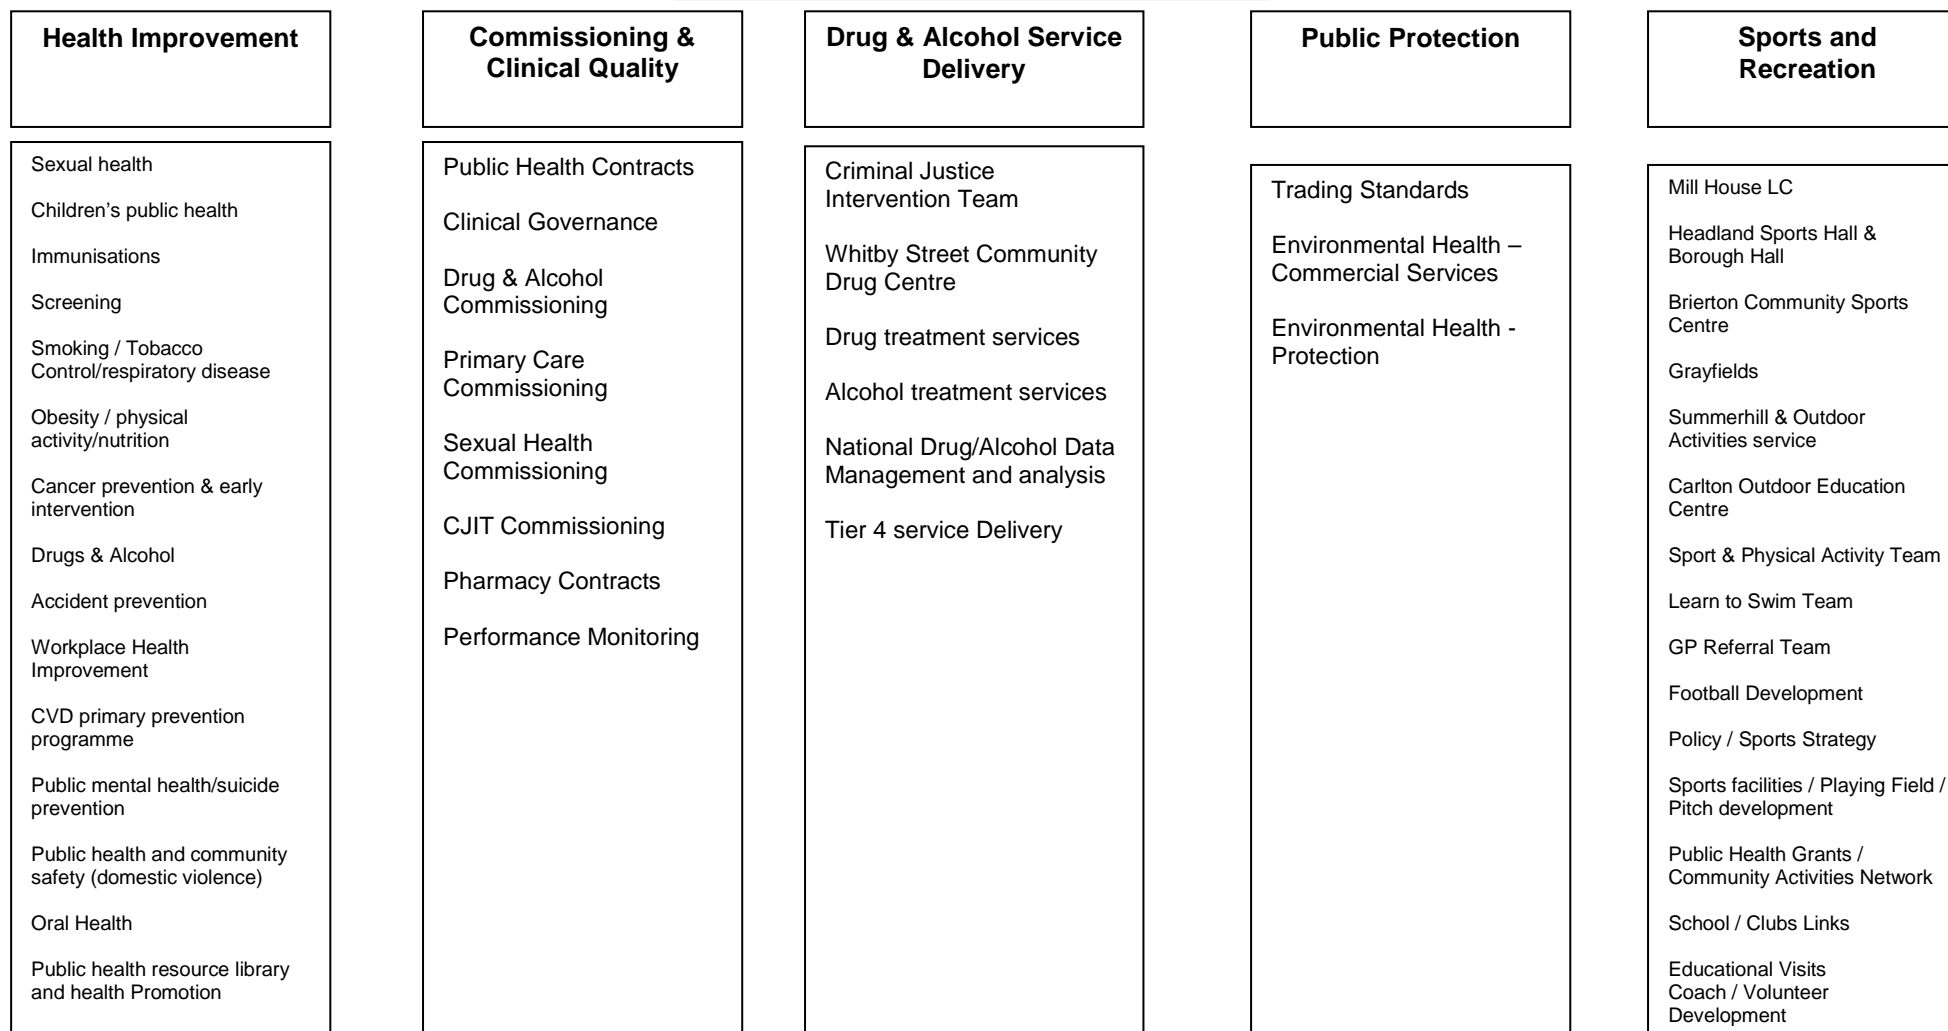 Health Improvement
Sexual health
Children's public health
Immunisations
Screening
Smoking / Tobacco
Control/respiratory disease
Obesity / physical
activity/nutrition
Cancer prevention & early
intervention
Drugs & Alcohol
Accident prevention
Workplace Health
Improvement
CVD primary prevention
programme
Public mental health/suicide
prevention
Public health and community
safety (domestic violence)
Oral Health
Public health resource library
and health Promotion
Commissioning &
Clinical Quality
Public Health Contracts
Clinical Governance
Drug & Alcohol
Commissioning
Primary Care
Commissioning
Sexual Health
Commissioning
CJIT Commissioning
Pharmacy Contracts
Performance Monitoring
Drug & Alcohol Service
Delivery
Criminal Justice
Intervention Team
Whitby Street Community
Drug Centre
Drug treatment services
Alcohol treatment services
National Drug/Alcohol Data
Management and analysis
Tier 4 service Delivery
Public Protection
Trading Standards
Environmental Health –
Commercial Services
Environmental Health -
Protection
Sports and
Recreation
Mill House LC
Headland Sports Hall &
Borough Hall
Brierton Community Sports
Centre
Grayfields
Summerhill & Outdoor
Activities service
Carlton Outdoor Education
Centre
Sport & Physical Activity Team
Learn to Swim Team
GP Referral Team
Football Development
Policy / Sports Strategy
Sports facilities / Playing Field /
Pitch development
Public Health Grants /
Community Activities Network
School / Clubs Links
Educational Visits
Coach / Volunteer
Development